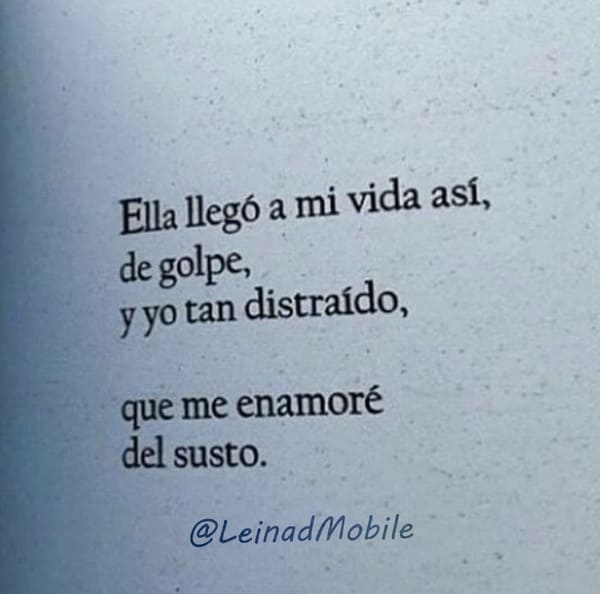 Ella llegó a mi vida así,
de golpe,
y yo tan distraído,
que me enamoré
del susto.
@LeinadMobile